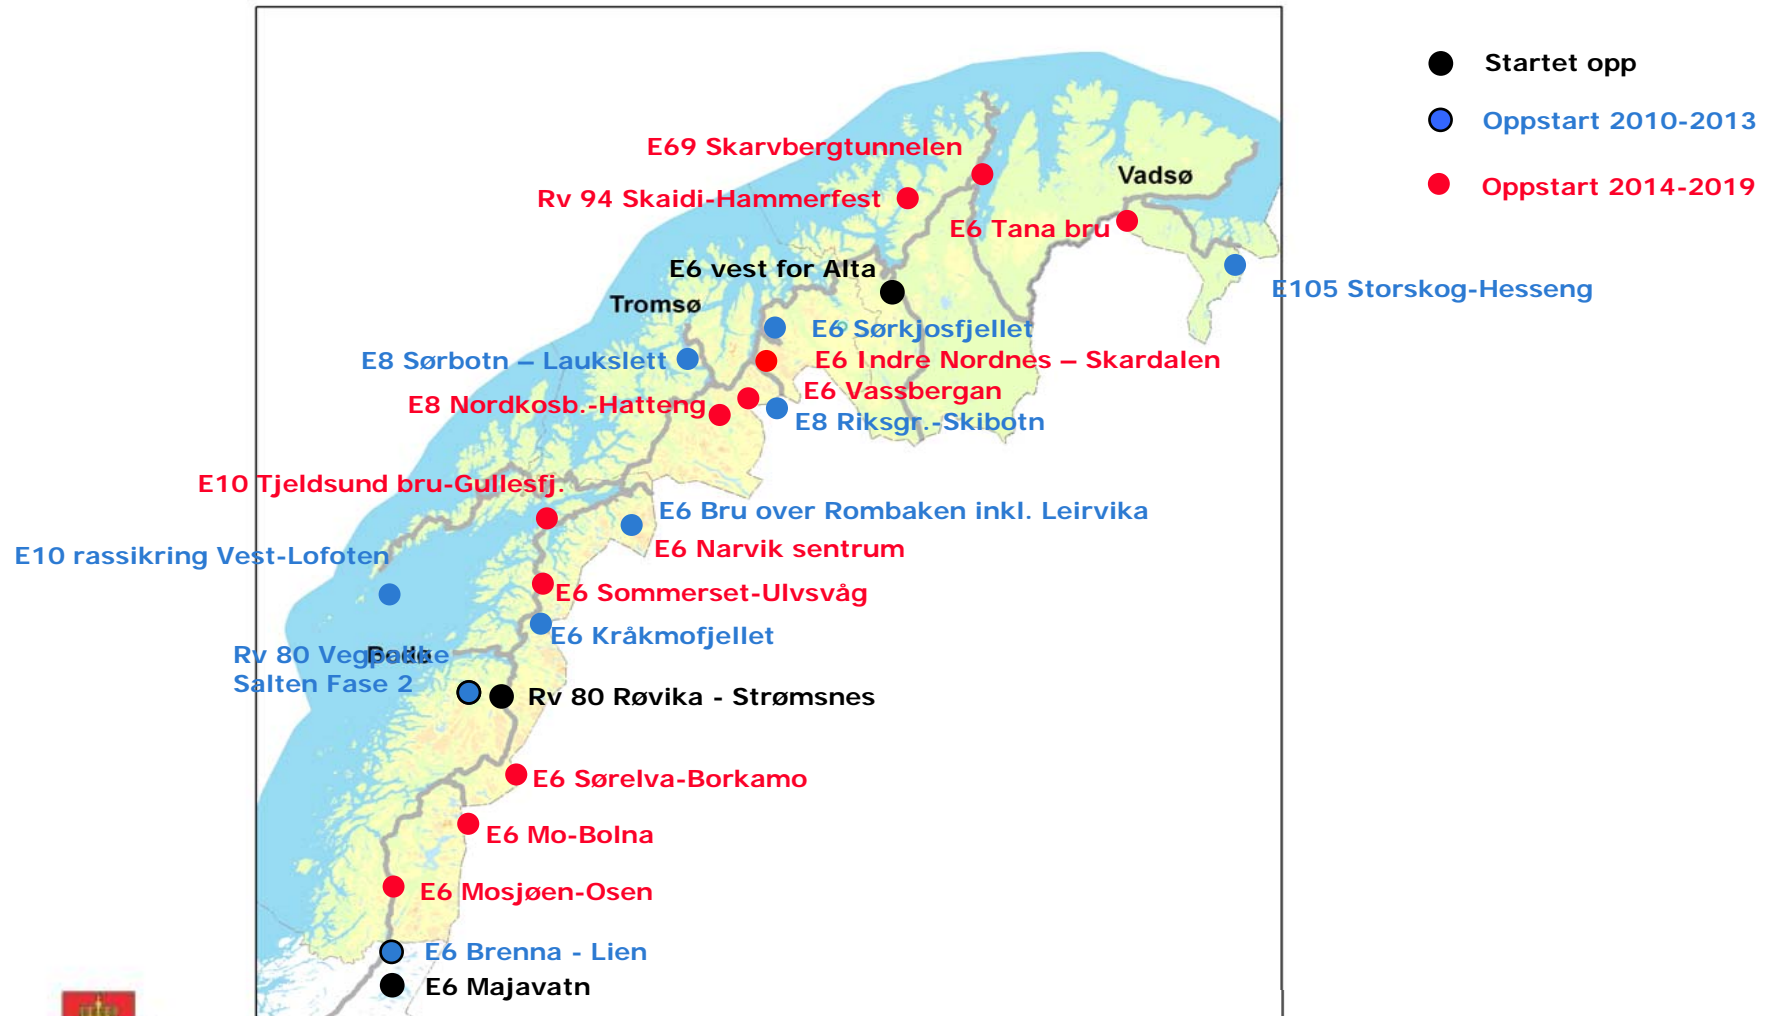 Startet opp
Oppstart 2010-2013
Oppstart 2014-2019
E69 Skarvbergtunnelen
Vadsø
Rv 94 Skaidi-Hammerfest
E6 Tana bru
E6 vest for Alta
E105 Storskog-Hesseng
Tromsø
E6 Sørkjosfjellet
E8 Sørbotn – Laukslett
E6 Indre Nordnes – Skardalen
E6 Vassbergan
E8 Nordkosb.-Hatteng
E8 Riksgr.-Skibotn
E10 Tjeldsund bru-Gullesfj.
E6 Bru over Rombaken inkl. Leirvika
E6 Narvik sentrum
E10 rassikring Vest-Lofoten
E6 Sommerset-Ulvsvåg
E6 Kråkmofjellet
Bodø
Rv 80 Vegpakke
Salten Fase 2
Rv 80 Røvika - Strømsnes
E6 Sørelva-Borkamo
E6 Mo-Bolna
E6 Mosjøen-Osen
E6 Brenna - Lien
E6 Majavatn